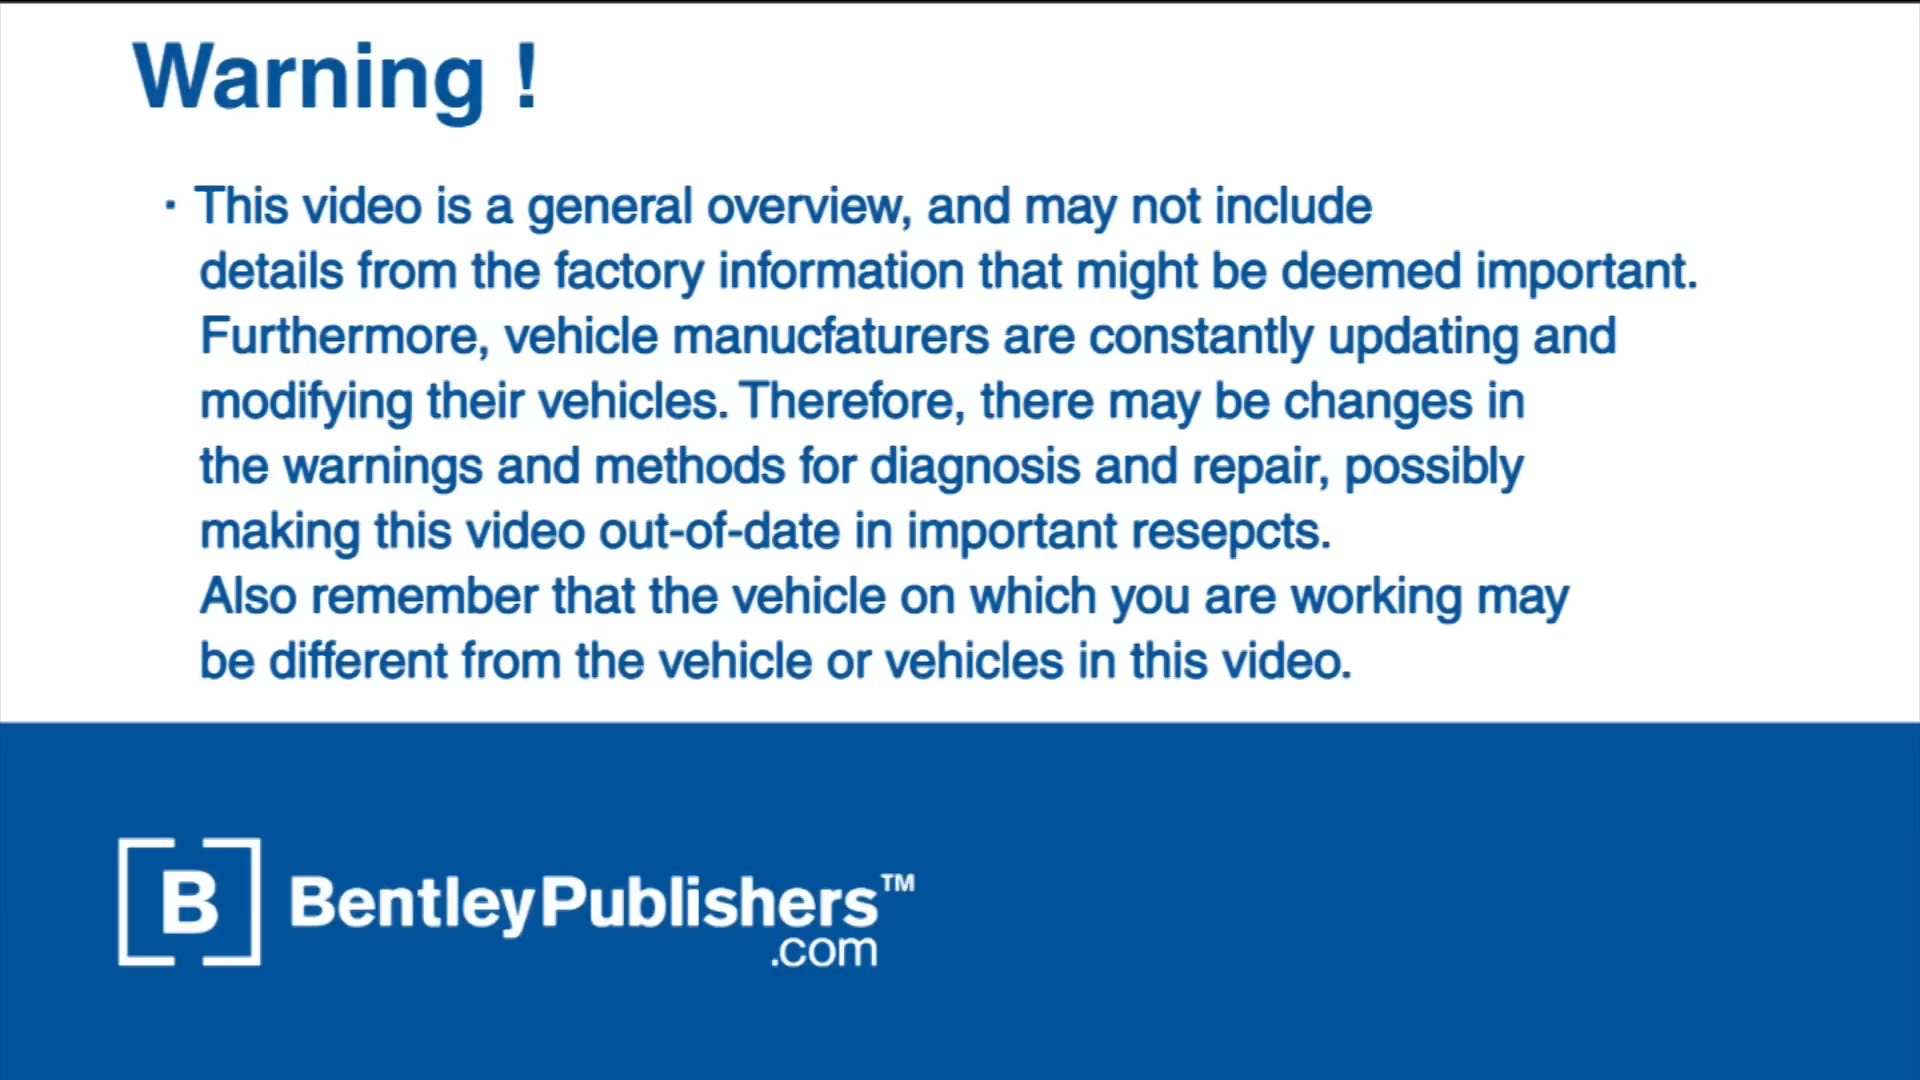 Warning !
· This video is a general overview, and may not include
details from the factory information that might be deemed important.
Furthermore, vehicle manucfaturers are constantly updating and
modifying their vehicles. Therefore, there may be changes in
the warnings and methods for diagnosis and repair, possibly
making this video out-of-date in important resepcts.
Also remember that the vehicle on which you are working may
be different from the vehicle or vehicles in this video.
B BentleyPublishers™
.com